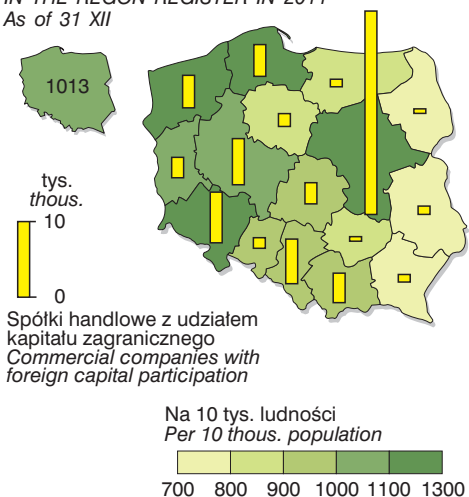 IN THE REGON REGISTER IN 2011
As of 31 XII
1013
tys.
thous.
10
0
Spółki handlowe z udziałem
kapitału zagranicznego
Commercial companies with
foreign capital participation
Na 10 tys. ludności
Per 10 thous. population
700 800 900 1000 1100 1300